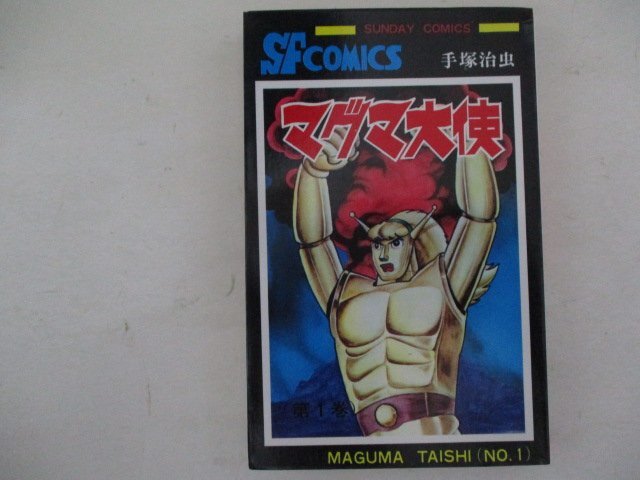 SUNDAY COMICS
SFCOMICS
手塚治虫
マグマ大使
(第1巻)
MAGUMA TAISHI (NO.1)